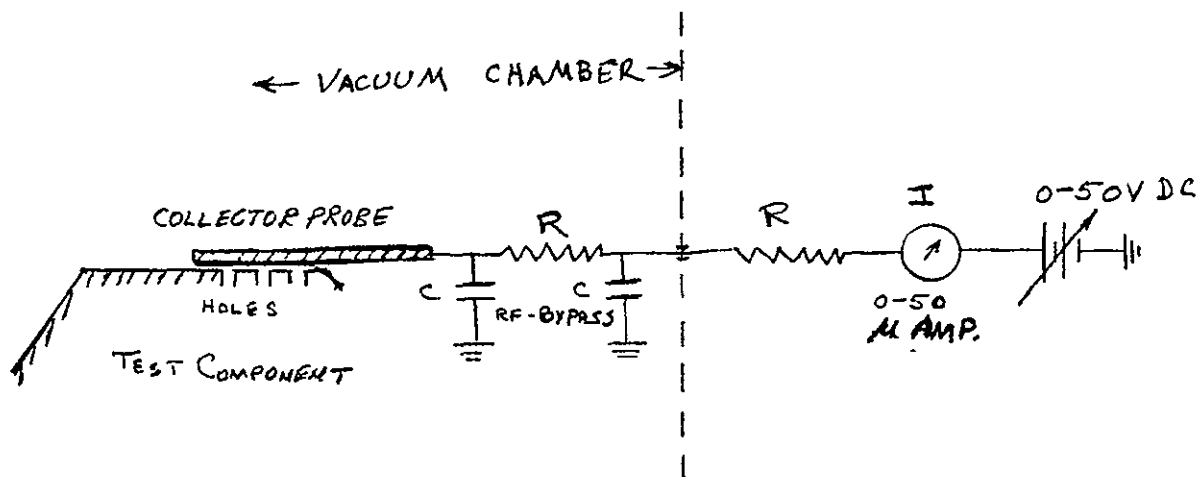 ← VACUUM CHAMBER →
I
0-50V DC
COLLECTOR PROBE
R
R
HOLES
C
C
RF-BYPASS
0-50
μ AMP.
TEST COMPONENT